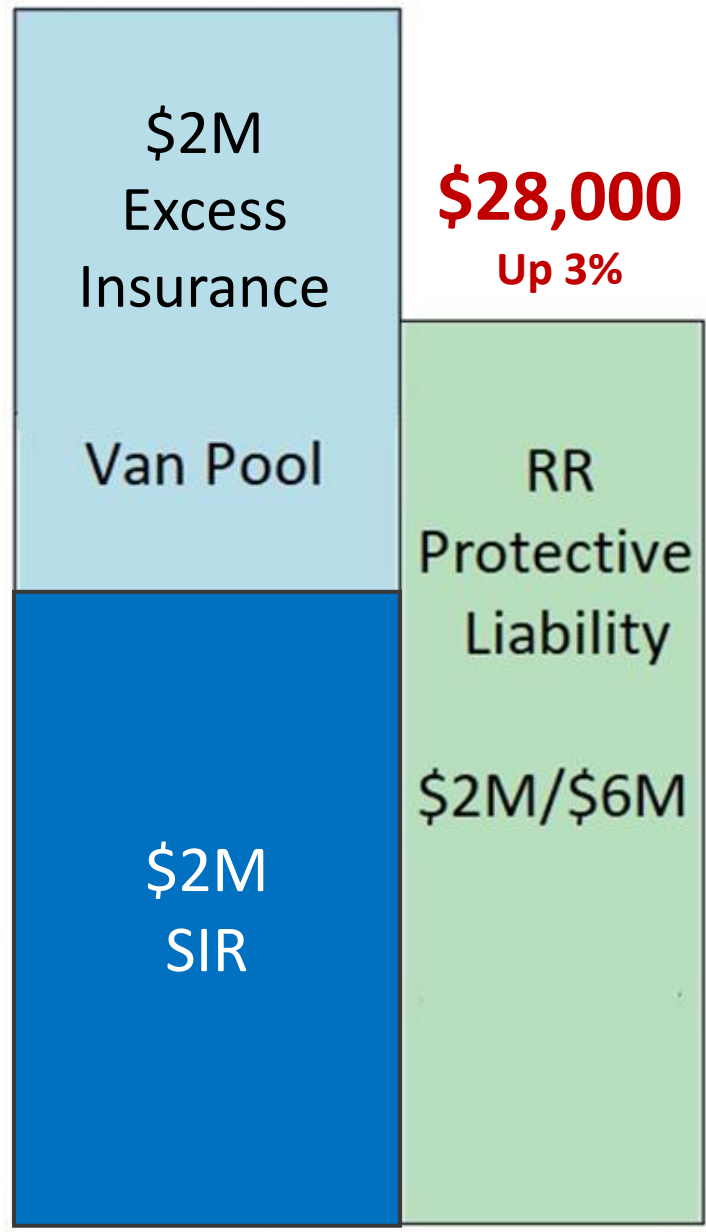 $2M
Excess
Insurance
Van Pool
$2M
SIR
$28,000
Up 3%
RR
Protective
Liability
$2M/$6M